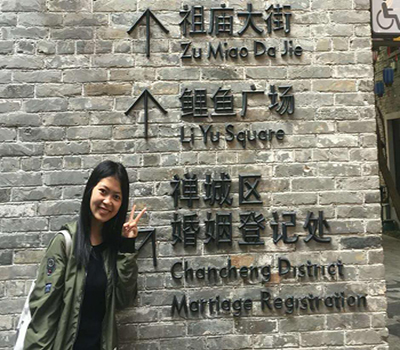 祖庙大街
Zu Miao Da Jie
鲤鱼广场
Li Yu Square
禅城区
婚姻登记处
Chancheng District
Marriage Registration